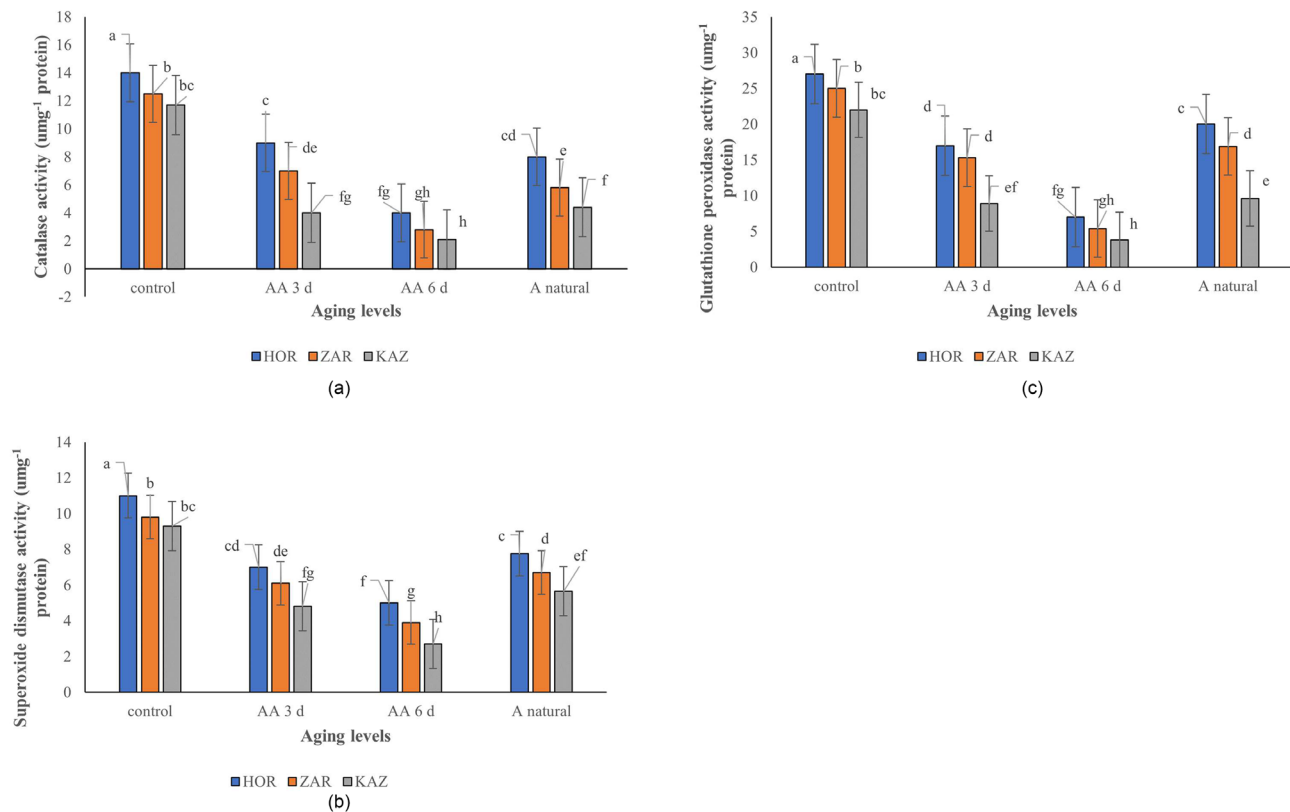 Catalase activity (umg⁻¹ protein)
18
16
14
12
10
8
6
4
2
0
-2
a
b
bc
c
de
fg
fg
gh
h
cd
e
f
control
AA 3 d
AA 6 d
A natural
Aging levels
HOR ZAR KAZ
(a)
Glutathione peroxidase activity (umg⁻¹
protein)
35
30
25
20
15
10
5
0
a
b
bc
d
d
ef
fg
gh
h
c
d
e
control
AA 3 d
AA 6 d
A natural
Aging levels
HOR ZAR KAZ
(c)
Superoxide dismutase activity (umg⁻¹
protein)
14
12
10
8
6
4
2
0
a
b
bc
cd
de
fg
f
g
h
c
d
ef
control
AA 3 d
AA 6 d
A natural
Aging levels
HOR ZAR KAZ
(b)